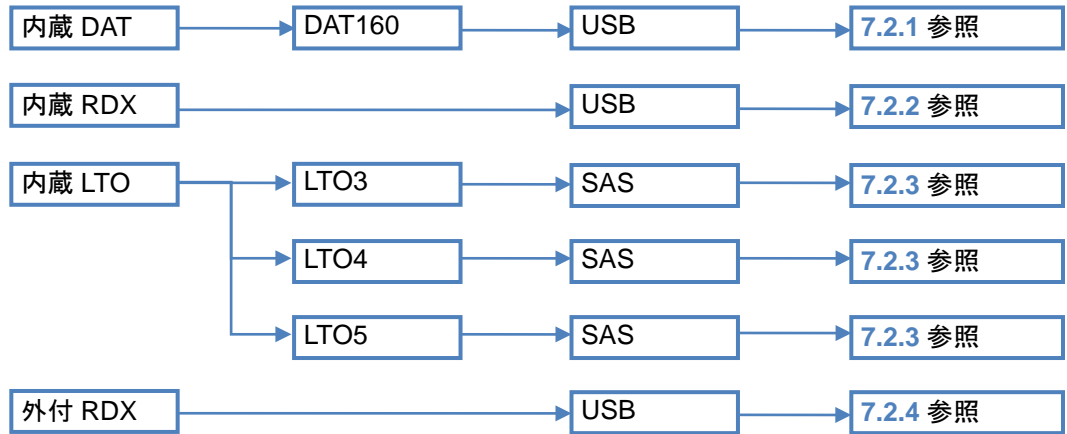 内蔵 DAT DAT160 USB 7.2.1 参照
内蔵 RDX USB 7.2.2 参照
内蔵 LTO LTO3 SAS 7.2.3 参照
LTO4 SAS 7.2.3 参照
LTO5 SAS 7.2.3 参照
外付 RDX USB 7.2.4 参照